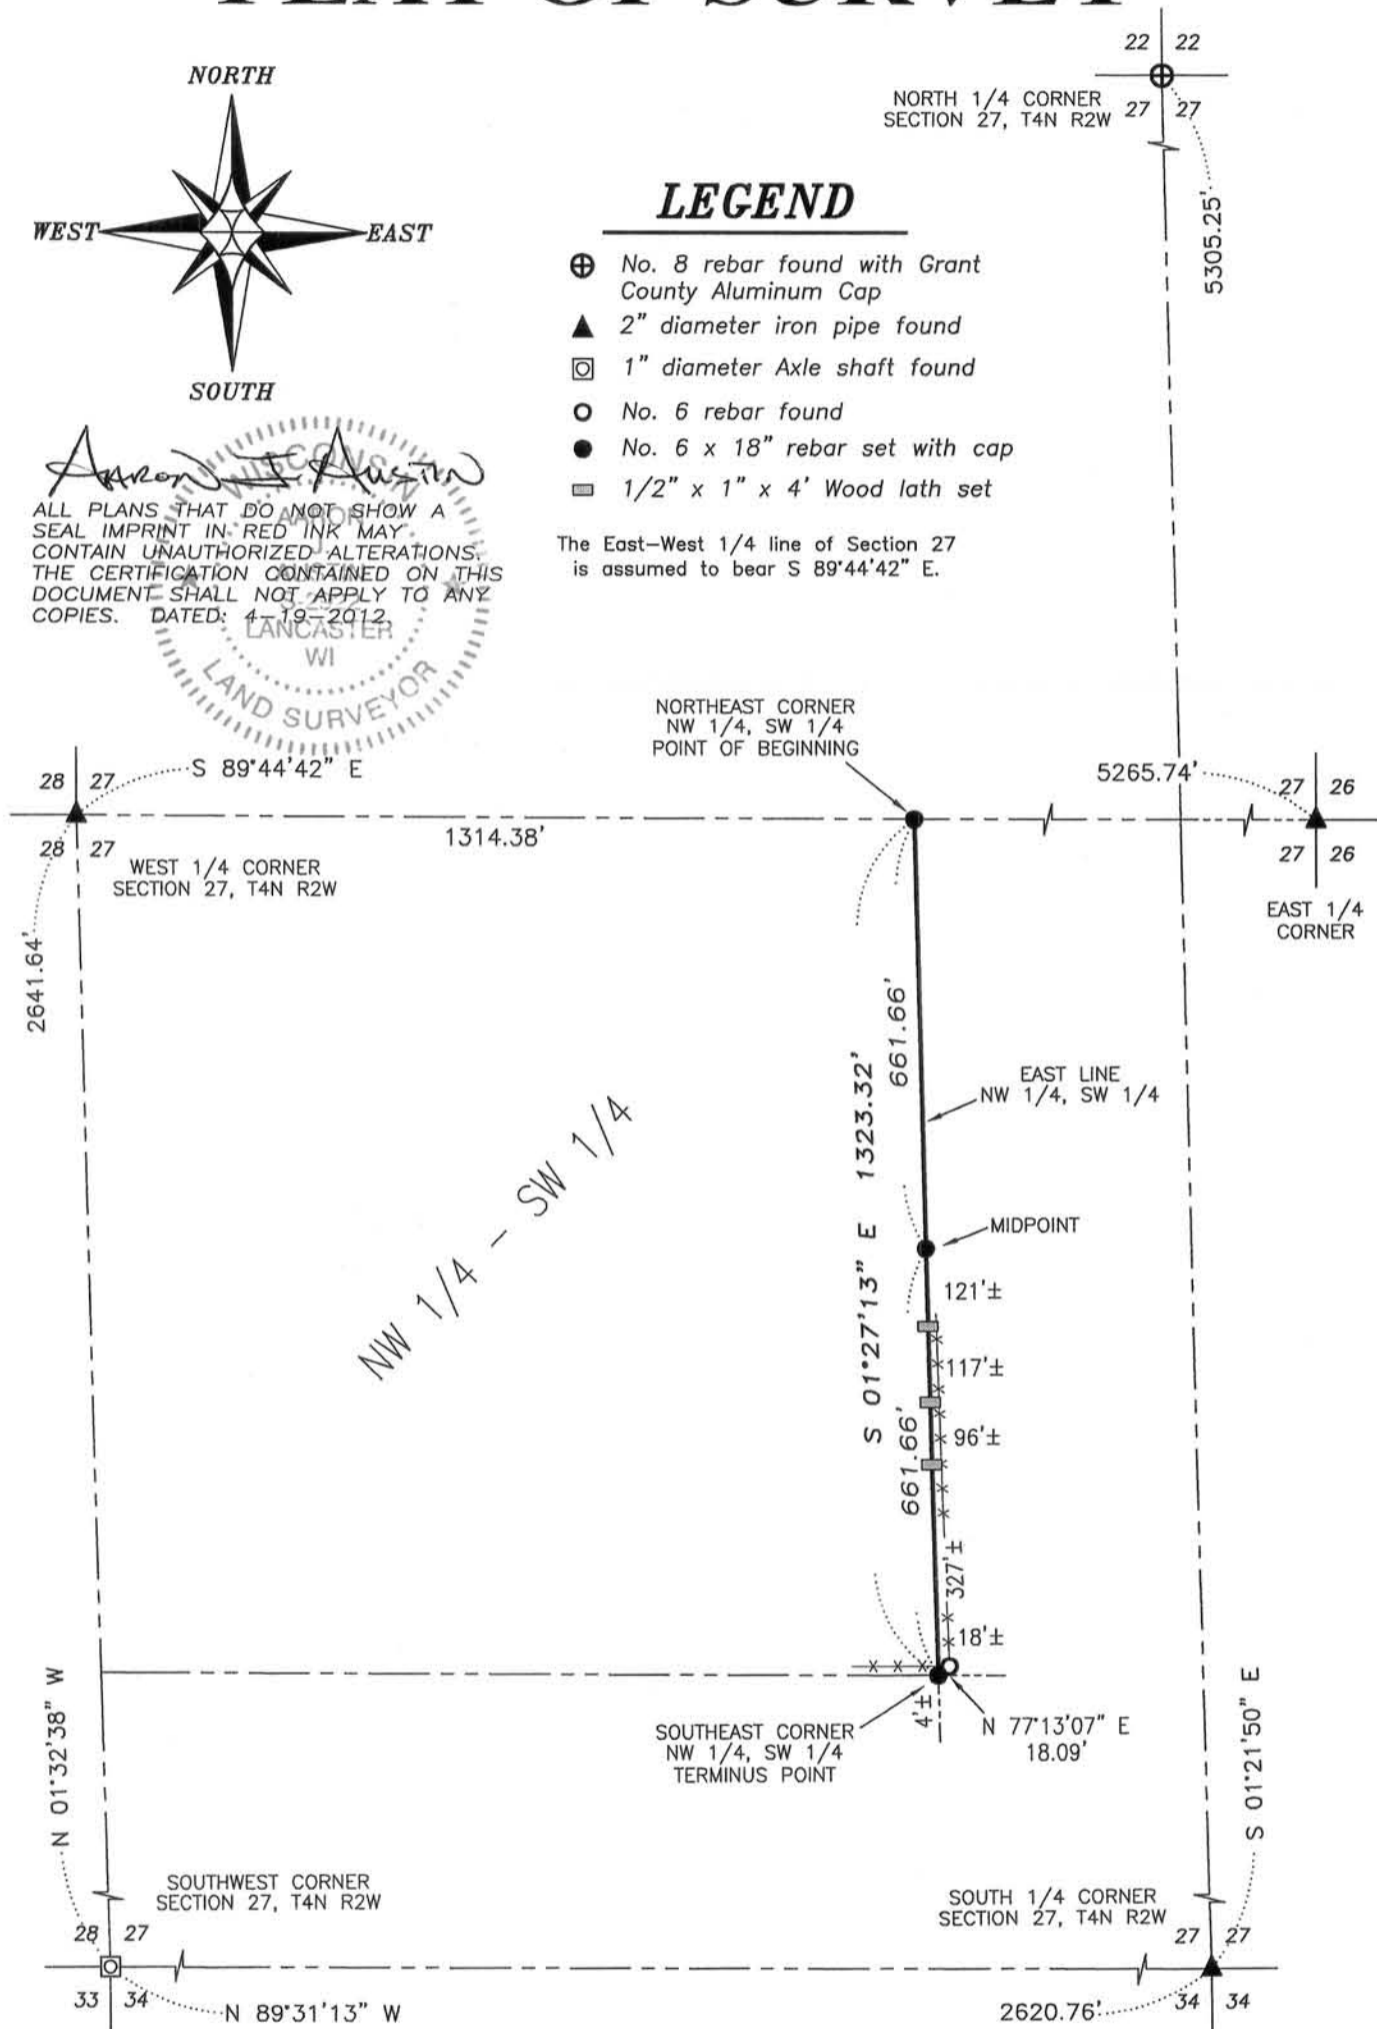 PLAT OF SURVEY
22 22
NORTH 1/4 CORNER
SECTION 27, T4N R2W
27 27
5305.25'
NORTH
WEST
EAST
SOUTH
LEGEND
No. 8 rebar found with Grant
County Aluminum Cap
2" diameter iron pipe found
1" diameter Axle shaft found
No. 6 rebar found
No. 6 x 18" rebar set with cap
1/2" x 1" x 4' Wood lath set
The East-West 1/4 line of Section 27
is assumed to bear S 89°44'42" E.
AARON J. AUSTIN
ALL PLANS THAT DO NOT SHOW A
SEAL IMPRINT IN RED INK MAY
CONTAIN UNAUTHORIZED ALTERATIONS.
THE CERTIFICATION CONTAINED ON THIS
DOCUMENT SHALL NOT APPLY TO ANY
COPIES. DATED: 4-19-2012.
WISCONSIN
AARON
J.
AUSTIN
LANCASTER
WI
LAND SURVEYOR
NORTHEAST CORNER
NW 1/4, SW 1/4
POINT OF BEGINNING
28 27
S 89°44'42" E
5265.74'
27 26
1314.38'
28 27
WEST 1/4 CORNER
SECTION 27, T4N R2W
27 26
EAST 1/4
CORNER
2641.64'
661.66'
EAST LINE
NW 1/4, SW 1/4
S 01°27'13" E 1323.32'
NW 1/4 - SW 1/4
MIDPOINT
121'±
117'±
96'±
661.66'
327'±
18'±
4'±
N 77°13'07" E
18.09'
SOUTHEAST CORNER
NW 1/4, SW 1/4
TERMINUS POINT
N 01°32'38" W
S 01°21'50" E
SOUTHWEST CORNER
SECTION 27, T4N R2W
28 27
33 34
N 89°31'13" W
SOUTH 1/4 CORNER
SECTION 27, T4N R2W
27 27
2620.76'
34 34